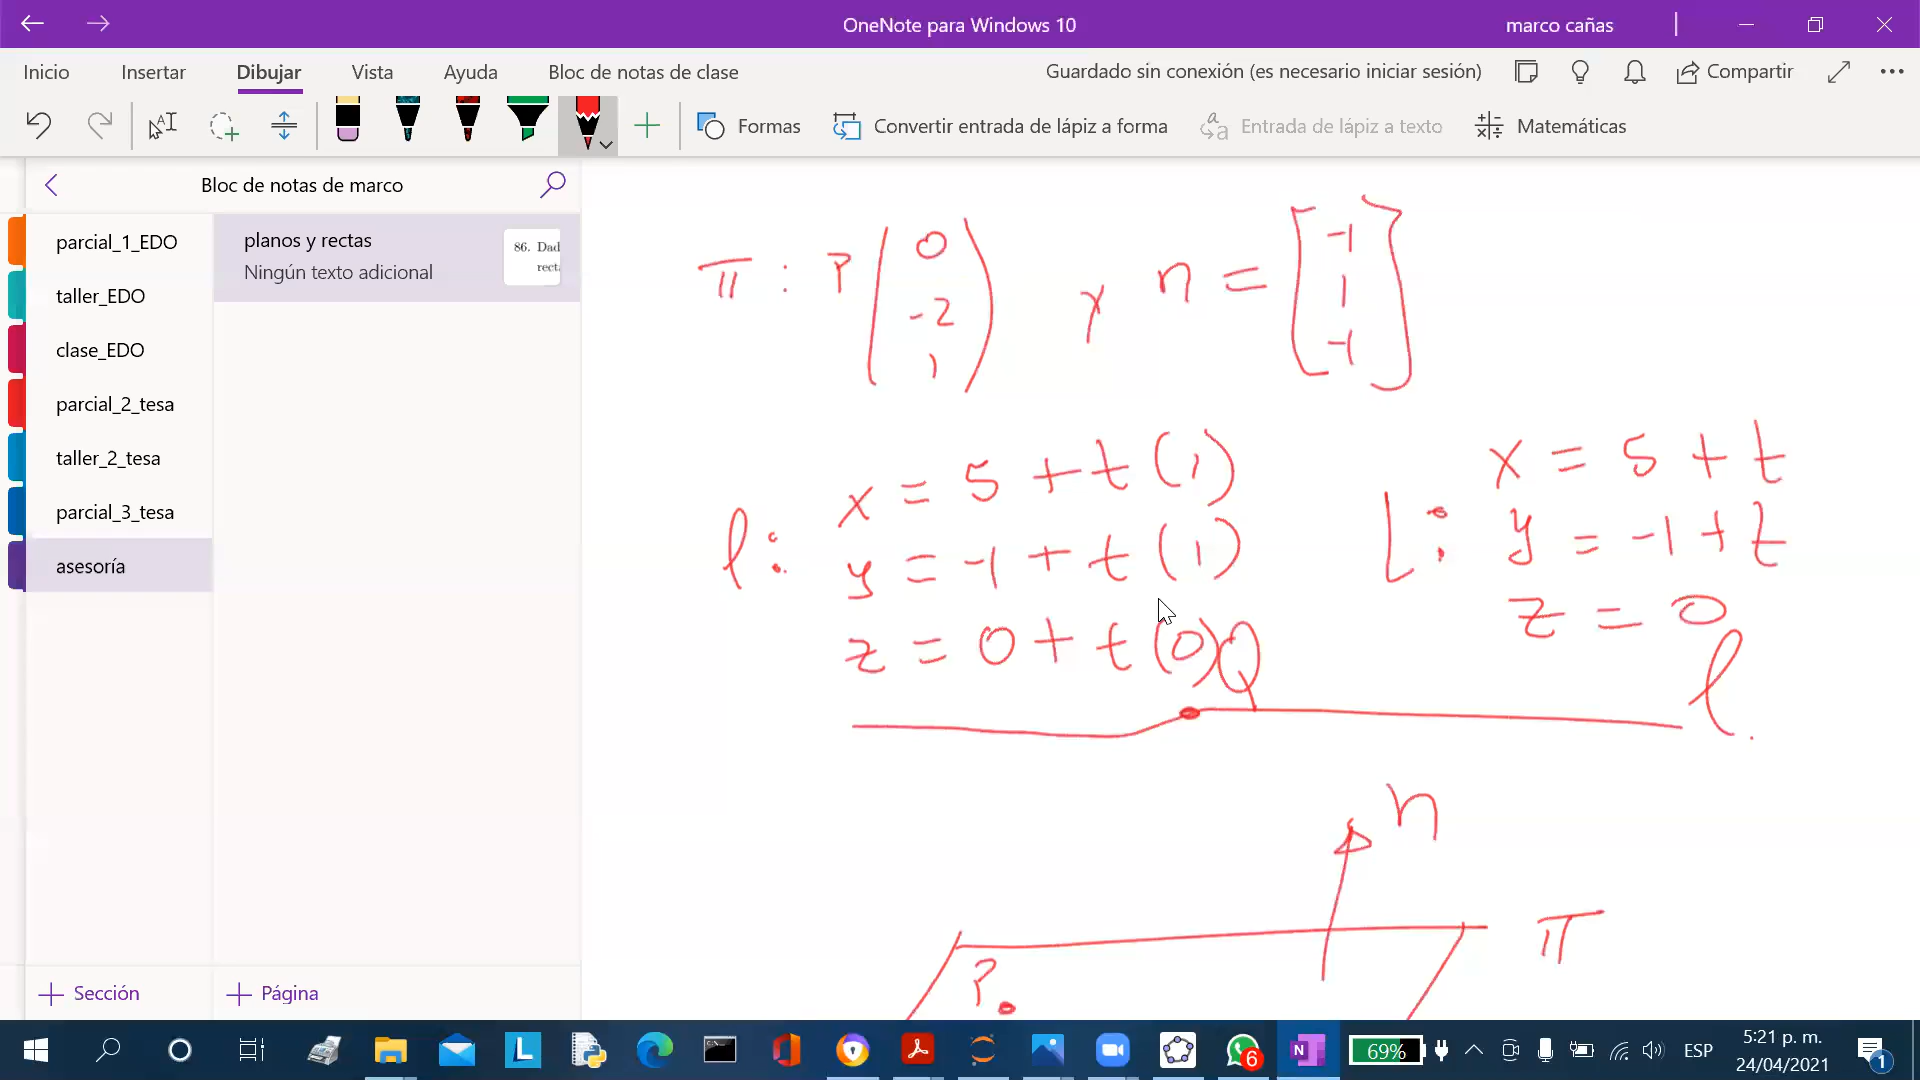 OneNote para Windows 10
marco cañas
Inicio Insertar Dibujar Vista Ayuda Bloc de notas de clase
Guardado sin conexión (es necesario iniciar sesión) Compartir
Formas Convertir entrada de lápiz a forma Entrada de lápiz a texto Matemáticas
Bloc de notas de marco
parcial_1_EDO
taller_EDO
clase_EDO
parcial_2_tesa
taller_2_tesa
parcial_3_tesa
asesoría
planos y rectas
Ningún texto adicional
86. Dad
rect
Sección
Página
π : P ( 0 -2 1 ) y n = [ -1 1 -1 ]
l : x = 5 + t (1)
y = -1 + t (1)
z = 0 + t (0)
L : x = 5 + t
y = -1 + t
z = 0
Q
l
n
π
P
69%
6
ESP
5:21 p. m.
24/04/2021
1